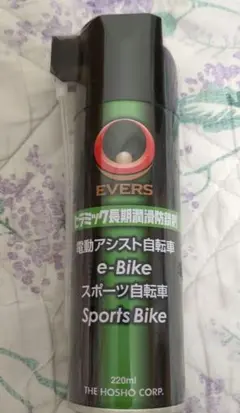 EVERS
セラミック長期潤滑防錆剤
電動アシスト自転車
e-Bike
スポーツ自転車
Sports Bike
220ml
THE HOSHO CORP.